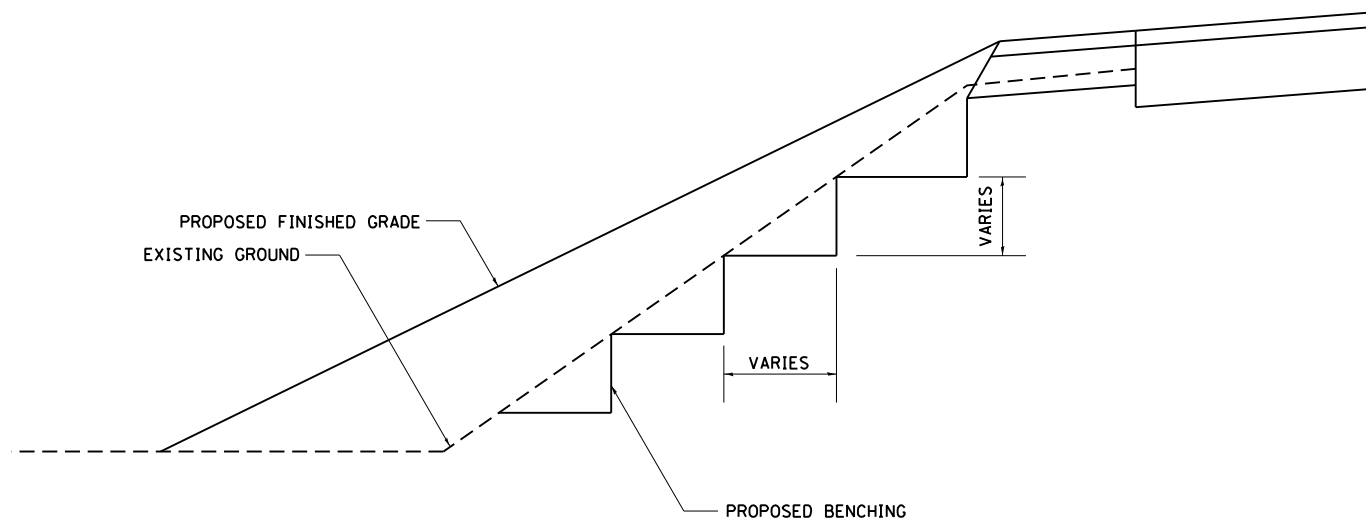 PROPOSED FINISHED GRADE
EXISTING GROUND
VARIES
VARIES
PROPOSED BENCHING